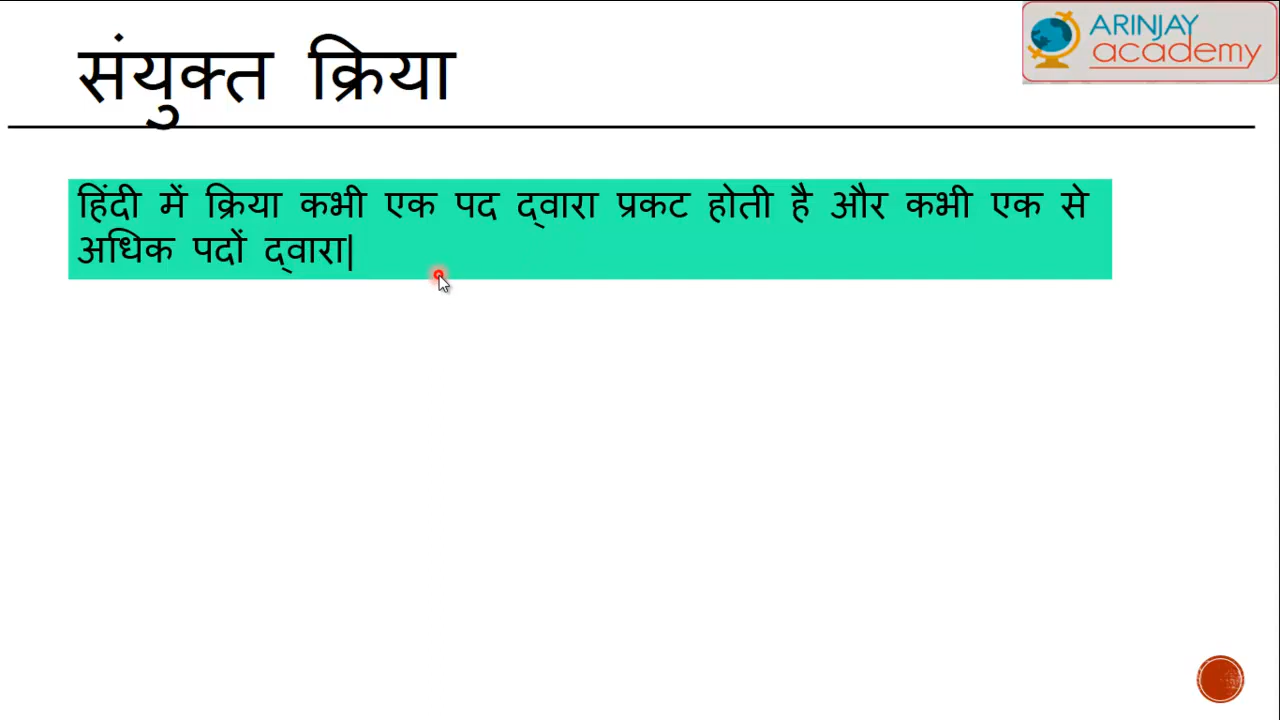 संयुक्त क्रिया
ARINJAY
academy
हिंदी में क्रिया कभी एक पद द्वारा प्रकट होती है और कभी एक से
अधिक पदों द्वारा|